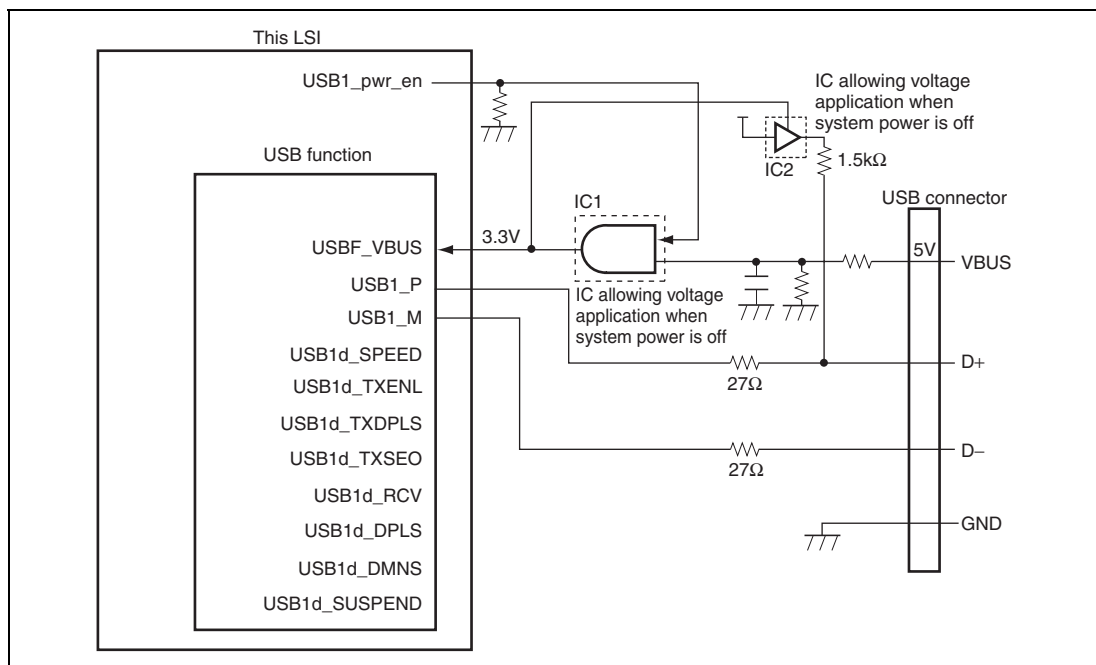 This LSI
USB1_pwr_en
IC allowing voltage
application when
system power is off
IC2
1.5kΩ
USB function
USB connector
IC1
USBF_VBUS
3.3V
5V
VBUS
USB1_P
USB1_M
IC allowing voltage
application when
system power is off
USB1d_SPEED
27Ω
D+
USB1d_TXENL
USB1d_TXDPLS
USB1d_TXSEO
27Ω
D–
USB1d_RCV
USB1d_DPLS
GND
USB1d_DMNS
USB1d_SUSPEND